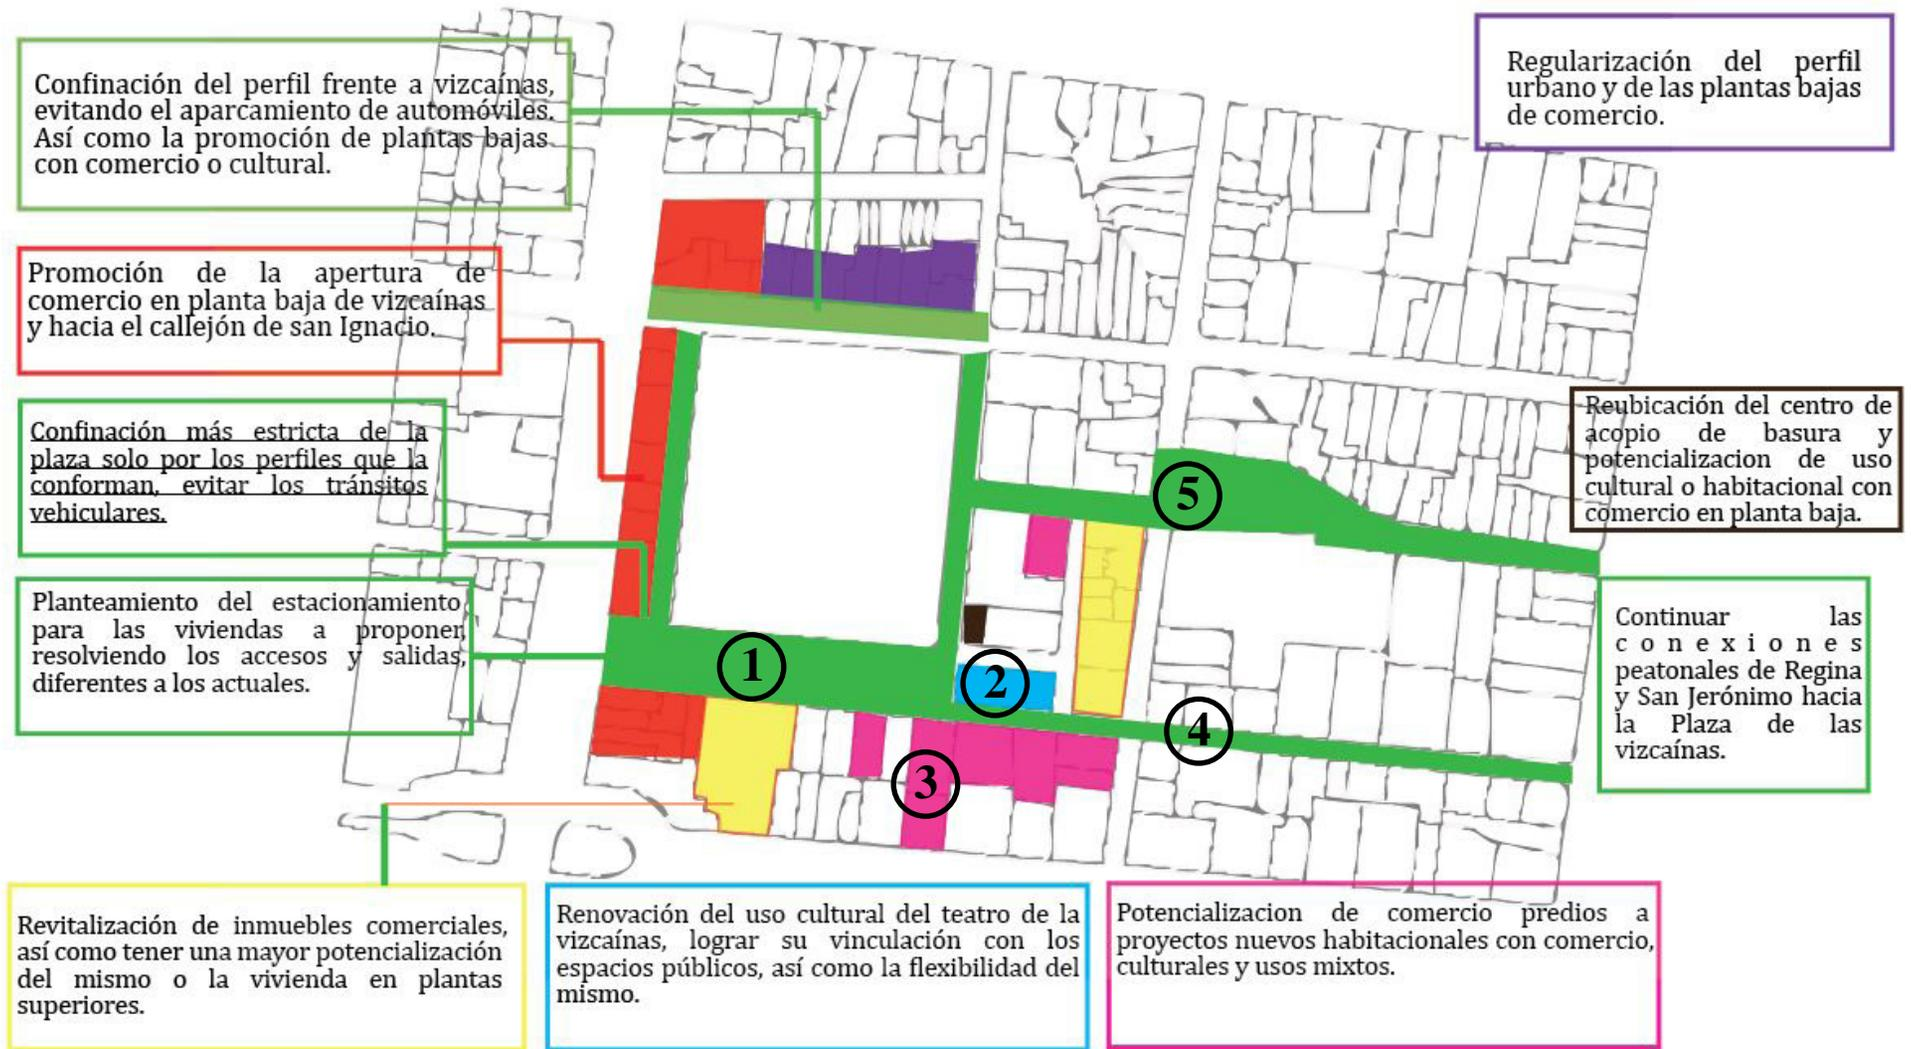 Confinación del perfil frente a vizcaínas,
evitando el aparcamiento de automóviles.
Así como la promoción de plantas bajas
con comercio o cultural.
Regularización del perfil
urbano y de las plantas bajas
de comercio.
Promoción de la apertura de
comercio en planta baja de vizcaínas
y hacia el callejón de san Ignacio.
Confinación más estricta de la
plaza solo por los perfiles que la
conforman, evitar los tránsitos
vehiculares.
Reubicación del centro de
acopio de basura y
potencializacion de uso
cultural o habitacional con
comercio en planta baja.
Planteamiento del estacionamiento
para las viviendas a proponer,
resolviendo los accesos y salidas,
diferentes a los actuales.
Continuar las
conexiones
peatonales de Regina
y San Jerónimo hacia
la Plaza de las
vizcaínas.
5
1
2
4
3
Revitalización de inmuebles comerciales,
así como tener una mayor potencialización
del mismo o la vivienda en plantas
superiores.
Renovación del uso cultural del teatro de la
vizcaínas, lograr su vinculación con los
espacios públicos, así como la flexibilidad del
mismo.
Potencializacion de comercio predios a
proyectos nuevos habitacionales con comercio,
culturales y usos mixtos.